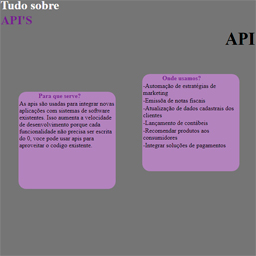 Tudo sobre
API'S
API
Para que serve?
As apis são usadas para integrar novas
aplicações com sistemas de software
existentes. Isso aumenta a velocidade
de desenvolvimento porque cada
funcionalidade não precisa ser escrita
do 0, voce pode usar apis para
aproveitar o codigo existente.
Onde usamos?
-Automação de estratégias de
marketing
-Emissão de notas fiscais
-Atualização de dados cadastrais dos
clientes
-Lançamento de contábeis
-Recomendar produtos aos
consumidores
-Integrar soluções de pagamentos